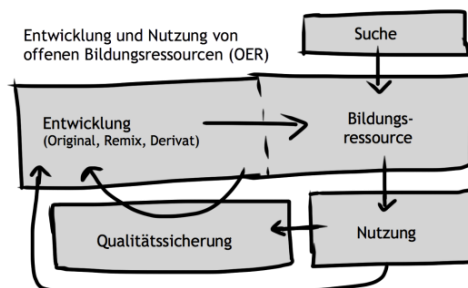 Entwicklung und Nutzung von
offenen Bildungsressourcen (OER)
Suche
Entwicklung
(Original, Remix, Derivat)
Bildungs-
ressource
Qualitätssicherung
Nutzung